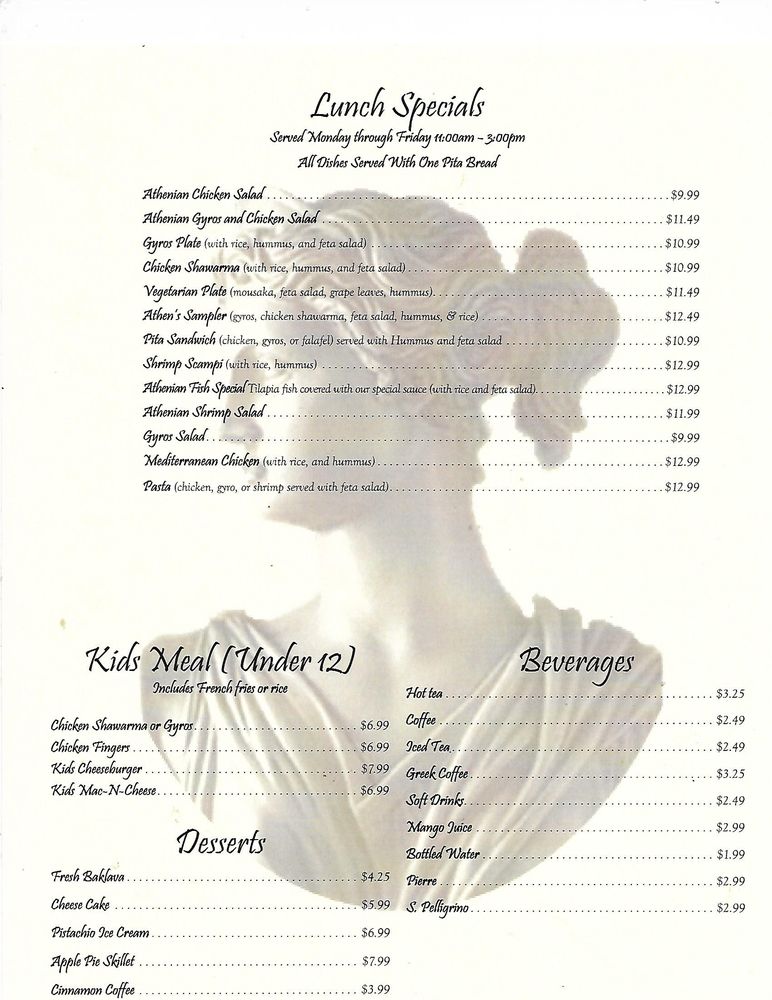 Lunch Specials
Served Monday through Friday 11:00am – 3:00pm
All Dishes Served With One Pita Bread
Athenian Chicken Salad $9.99
Athenian Gyros and Chicken Salad $11.49
Gyros Plate (with rice, hummus, and feta salad) $10.99
Chicken Shawarma (with rice, hummus, and feta salad) $10.99
Vegetarian Plate (mousaka, feta salad, grape leaves, hummus) $11.49
Athen's Sampler (gyros, chicken shawarma, feta salad, hummus, & rice) $12.49
Pita Sandwich (chicken, gyros, or falafel) served with Hummus and feta salad $10.99
Shrimp Scampi (with rice, hummus) $12.99
Athenian Fish Special Tilapia fish covered with our special sauce (with rice and feta salad) $12.99
Athenian Shrimp Salad $11.99
Gyros Salad $9.99
Mediterranean Chicken (with rice, and hummus) $12.99
Pasta (chicken, gyro, or shrimp served with feta salad) $12.99
Kids Meal (Under 12)
Includes French fries or rice
Chicken Shawarma or Gyros $6.99
Chicken Fingers $6.99
Kids Cheeseburger $7.99
Kids Mac-N-Cheese $6.99
Desserts
Fresh Baklava $4.25
Cheese Cake $5.99
Pistachio Ice Cream $6.99
Apple Pie Skillet $7.99
Cinnamon Coffee $3.99
Beverages
Hot tea $3.25
Coffee $2.49
Iced Tea $2.49
Greek Coffee $3.25
Soft Drinks $2.49
Mango Juice $2.99
Bottled Water $1.99
Pierre $2.99
S. Pelligrino $2.99